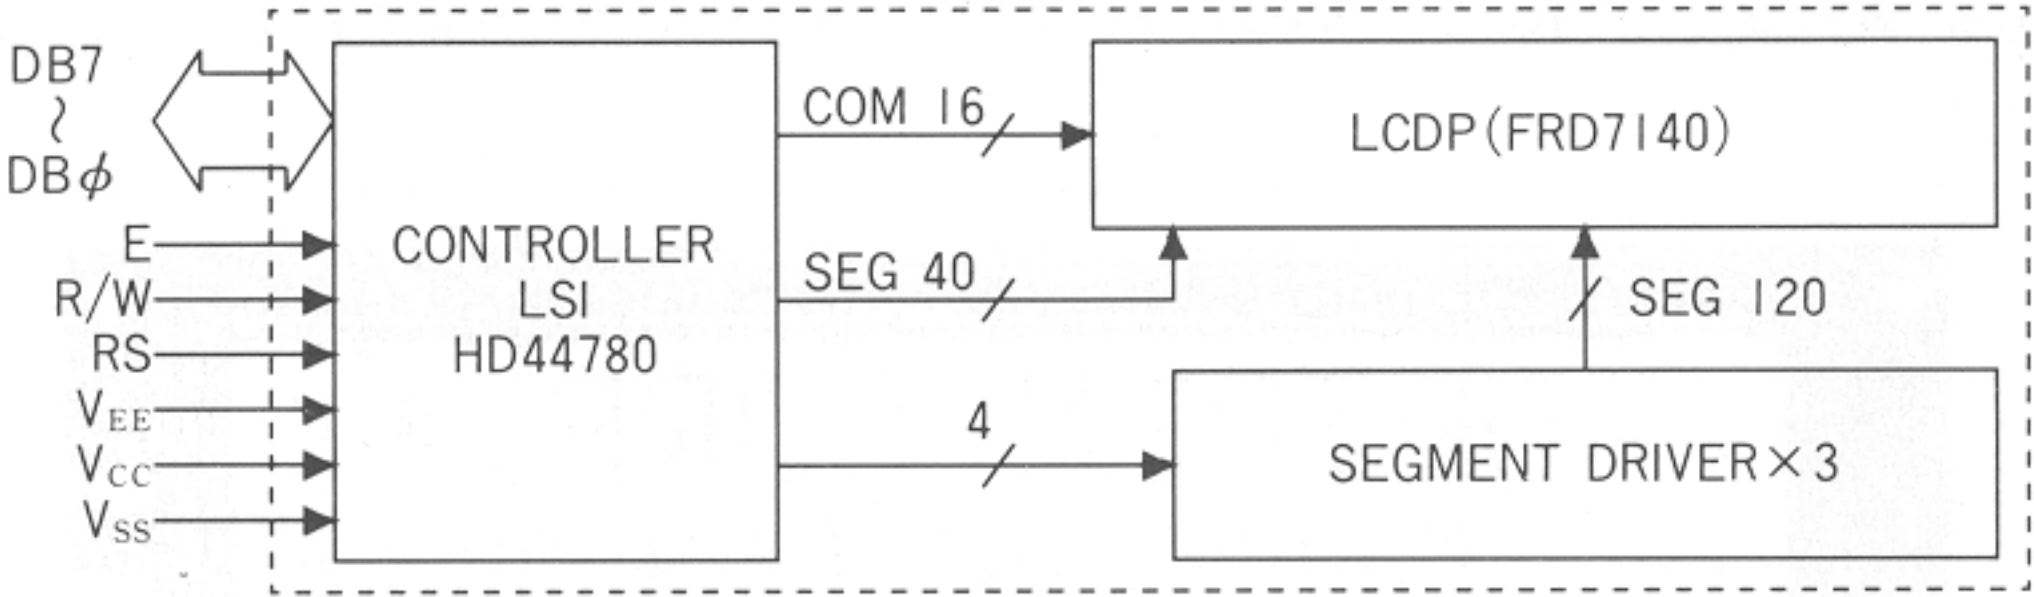 DB7
~
DBϕ
E
R/W
RS
VEE
VCC
VSS
CONTROLLER
LSI
HD44780
COM 16
SEG 40
4
LCDP(FRD7140)
SEG 120
SEGMENT DRIVER×3